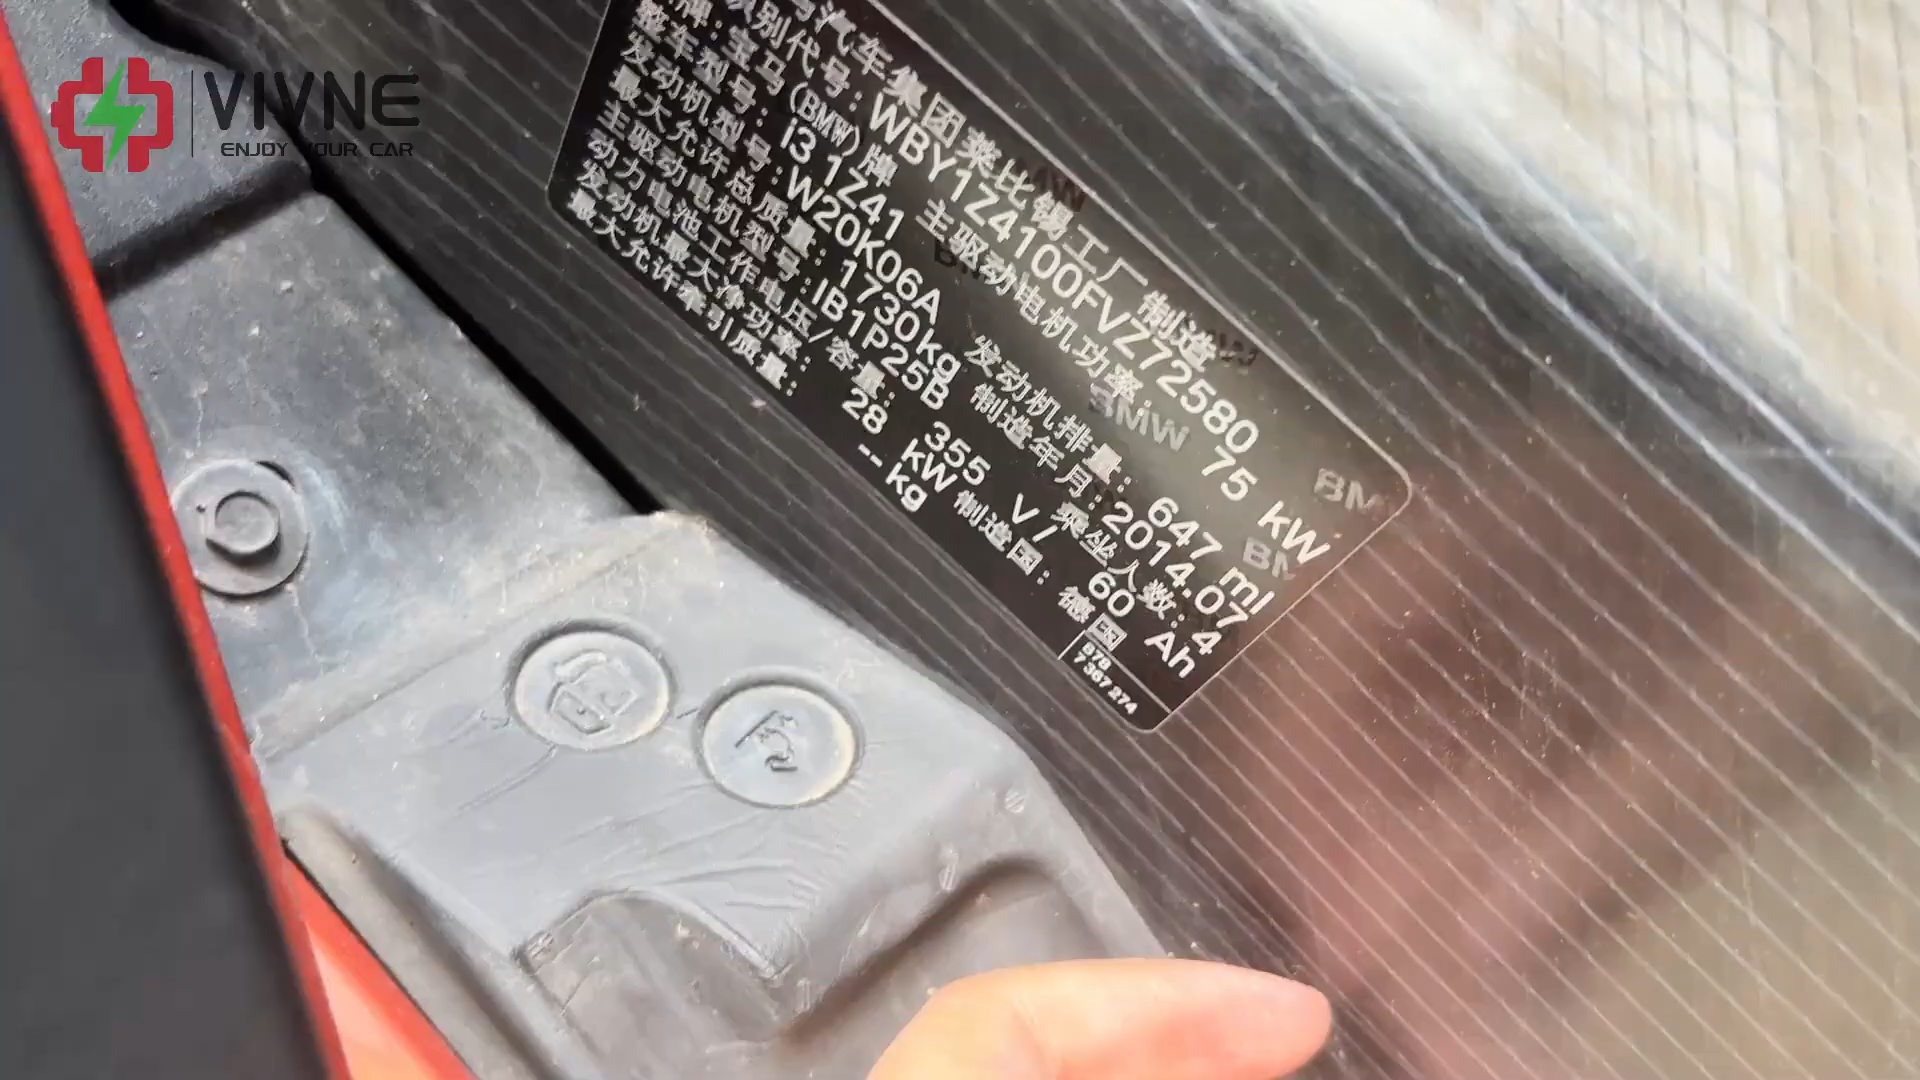 VIVNE
ENJOY YOUR CAR
汽车集团莱比锡工厂制造
识别代号: WBY1Z4100FVZ72580
品牌: 宝马 (BMW) 牌 主驱动电机功率: 75 kW
整车型号: i3 1Z41
发动机型号: W20K06A 发动机排量: 647 ml
最大允许总质量: 1730kg 制造年月: 2014.07
主驱动电机型号: IB1P25B 乘坐人数: 4
动力电池工作电压/容量: 355 V/ 60 Ah
发动机最大净功率: 28 kW 制造国: 德国
最大允许牵引质量: -- kg
878
7 367 274
BMW
BMW